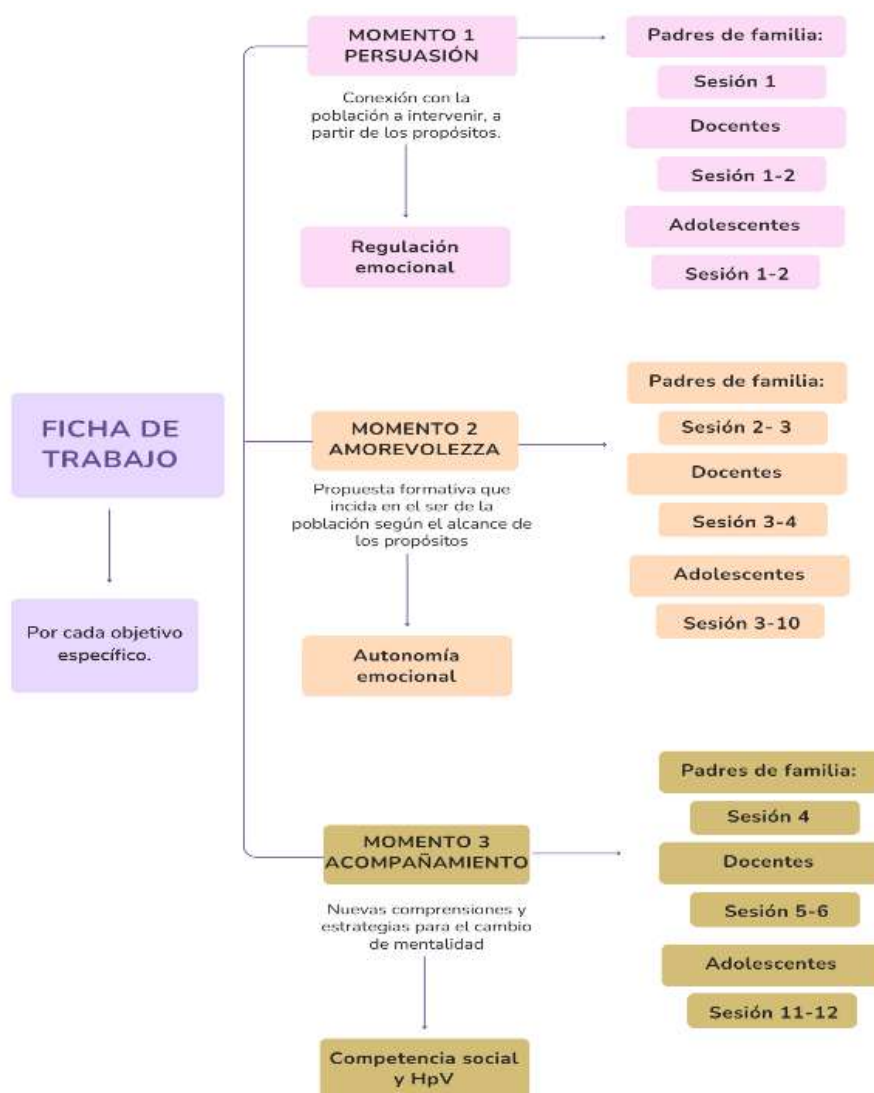 FICHA DE
TRABAJO
Por cada objetivo
específico.
MOMENTO 1
PERSUASIÓN
Conexión con la
población a intervenir, a
partir de los propósitos.
Regulación
emocional
Padres de familia:
Sesión 1
Docentes
Sesión 1-2
Adolescentes
Sesión 1-2
MOMENTO 2
AMOREVOLEZZA
Propuesta formativa que
incida en el ser de la
población según el alcance de
los propósitos
Autonomía
emocional
Padres de familia:
Sesión 2- 3
Docentes
Sesión 3-4
Adolescentes
Sesión 3-10
MOMENTO 3
ACOMPAÑAMIENTO
Nuevas comprensiones y
estrategias para el cambio
de mentalidad
Competencia social
y HpV
Padres de familia:
Sesión 4
Docentes
Sesión 5-6
Adolescentes
Sesión 11-12